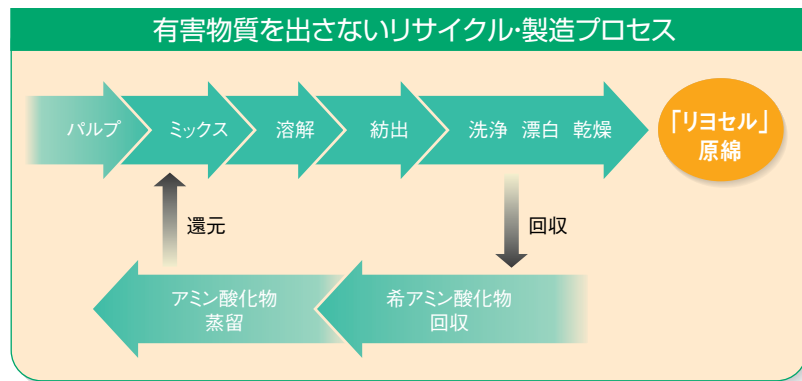 有害物質を出さないリサイクル・製造プロセス
パルプ
ミックス
溶解
紡出
洗浄 漂白 乾燥
「リヨセル」
原綿
還元
回収
アミン酸化物
蒸留
希アミン酸化物
回収